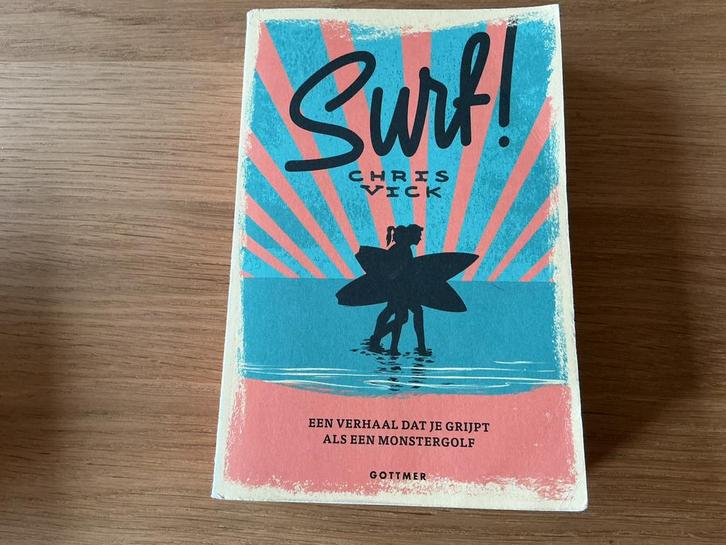 Surf!
CHRIS
VICK
EEN VERHAAL DAT JE GRIJPT
ALS EEN MONSTERGOLF
GOTTMER